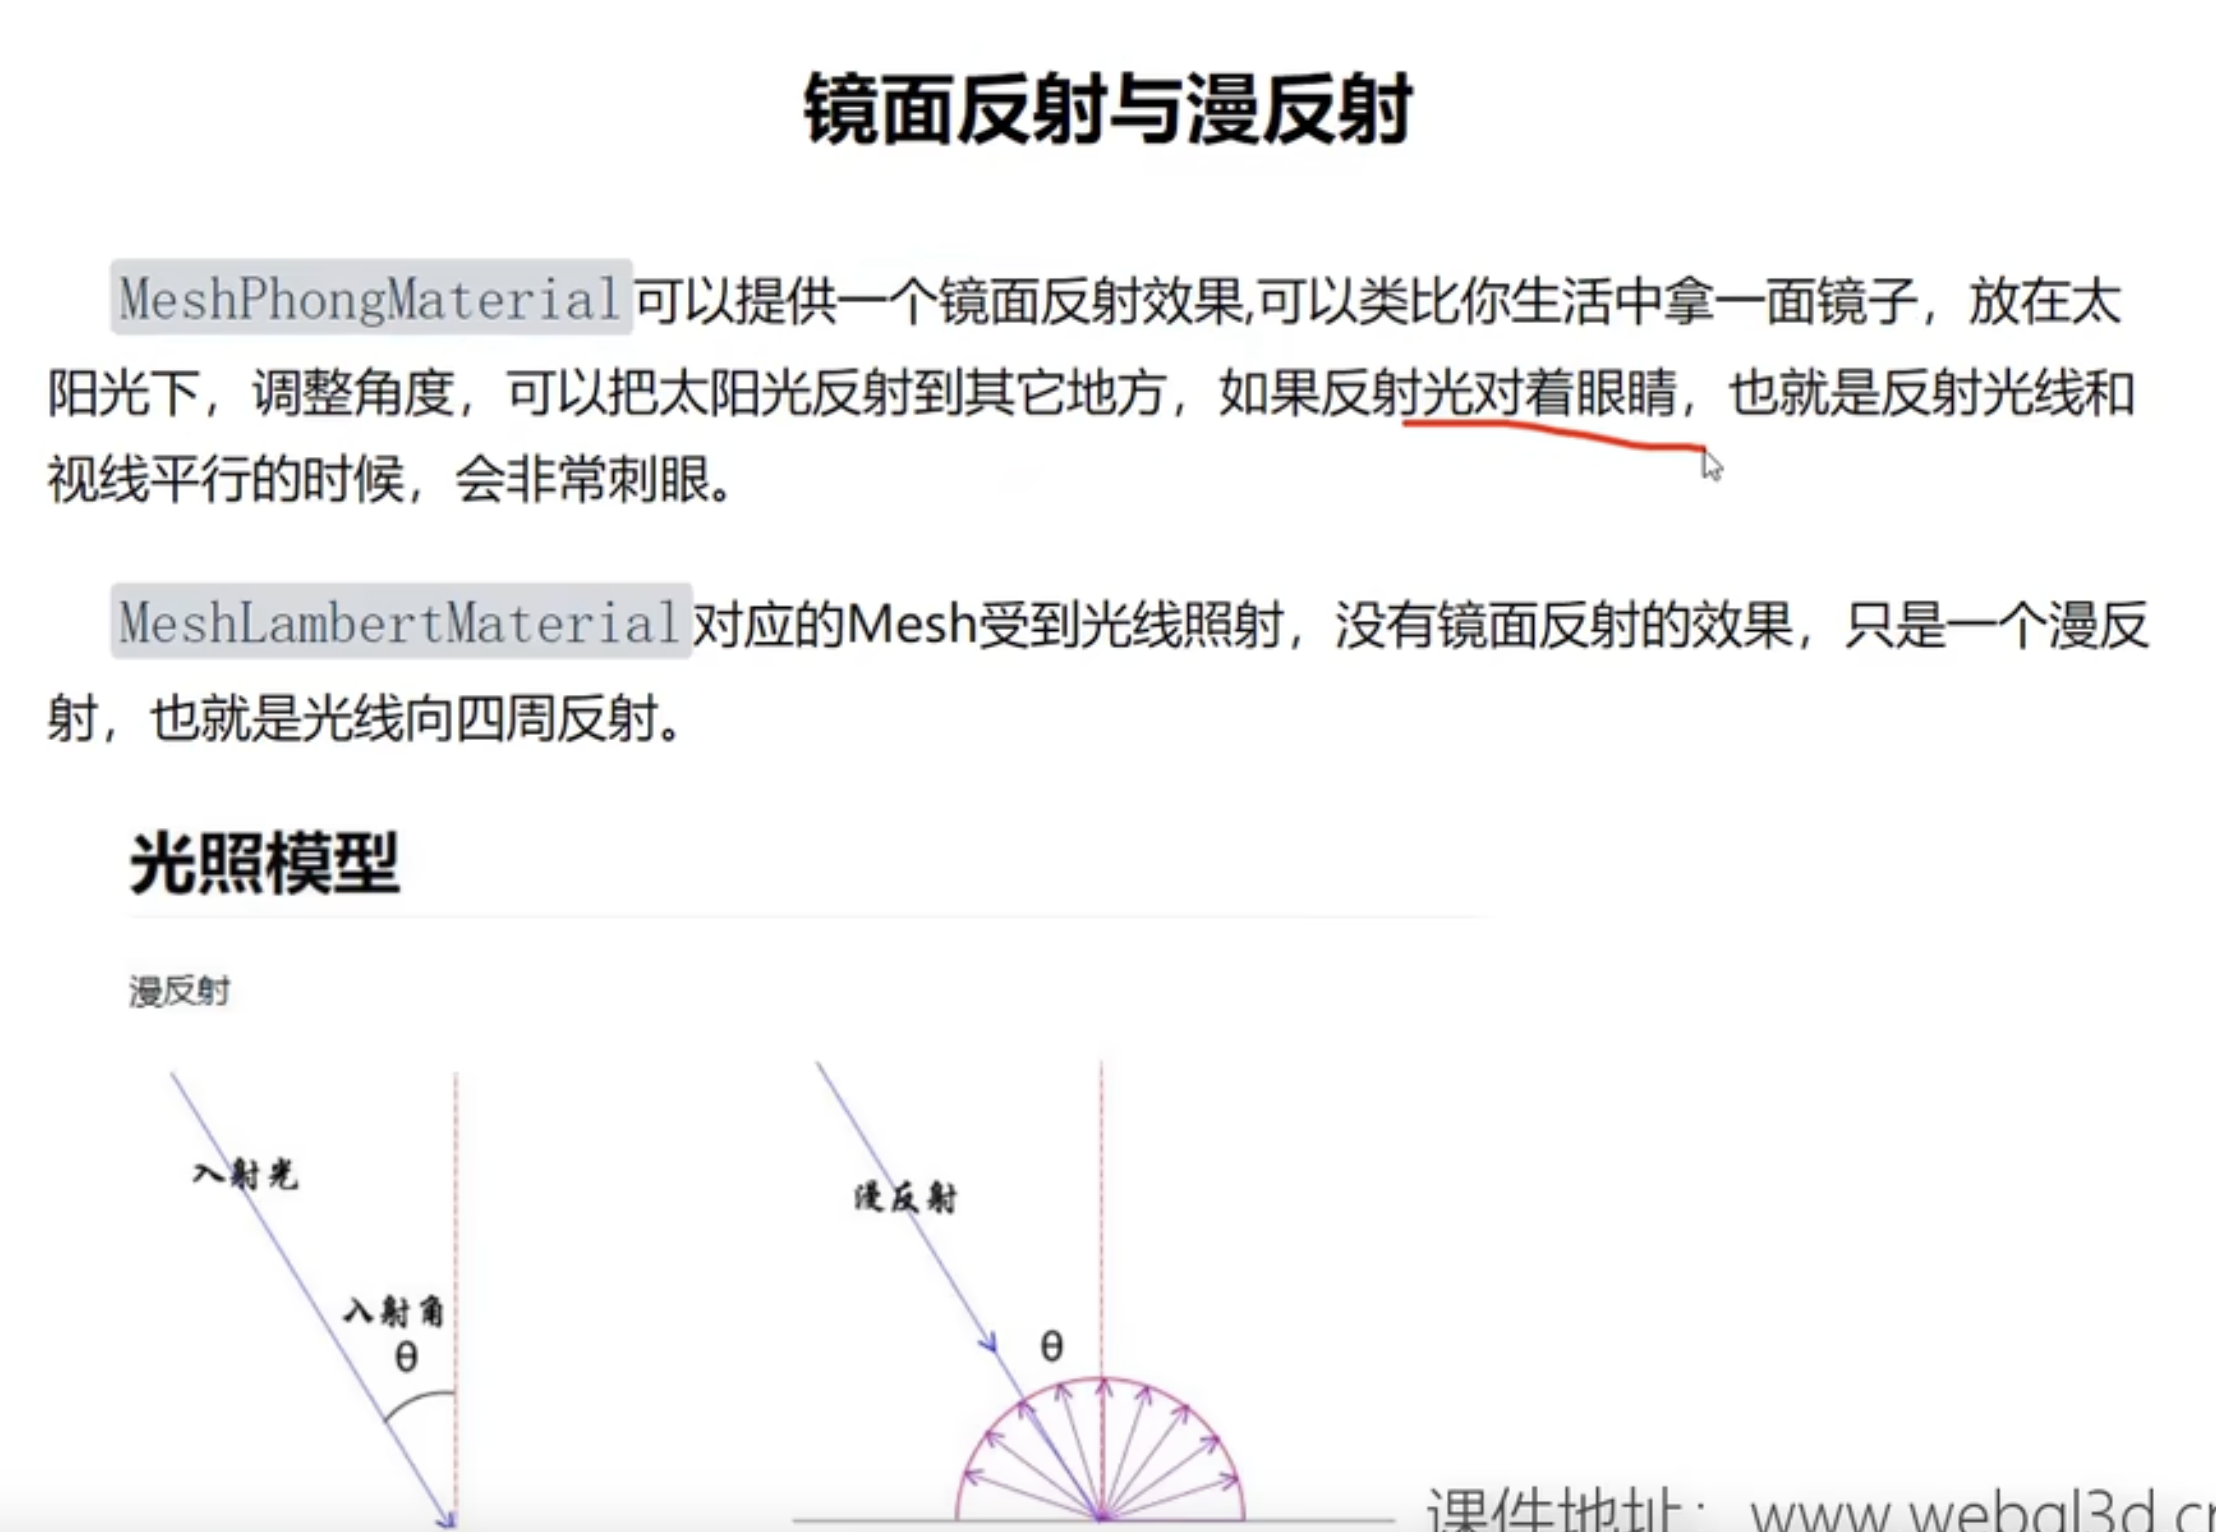 镜面反射与漫反射
MeshPhongMaterial可以提供一个镜面反射效果,可以类比你生活中拿一面镜子，放在太
阳光下，调整角度，可以把太阳光反射到其它地方，如果反射光对着眼睛，也就是反射光线和
视线平行的时候，会非常刺眼。
MeshLambertMaterial对应的Mesh受到光线照射，没有镜面反射的效果，只是一个漫反
射，也就是光线向四周反射。
光照模型
漫反射
入射光
入射角
θ
漫反射
θ
课件地址：www.webgl3d.cn